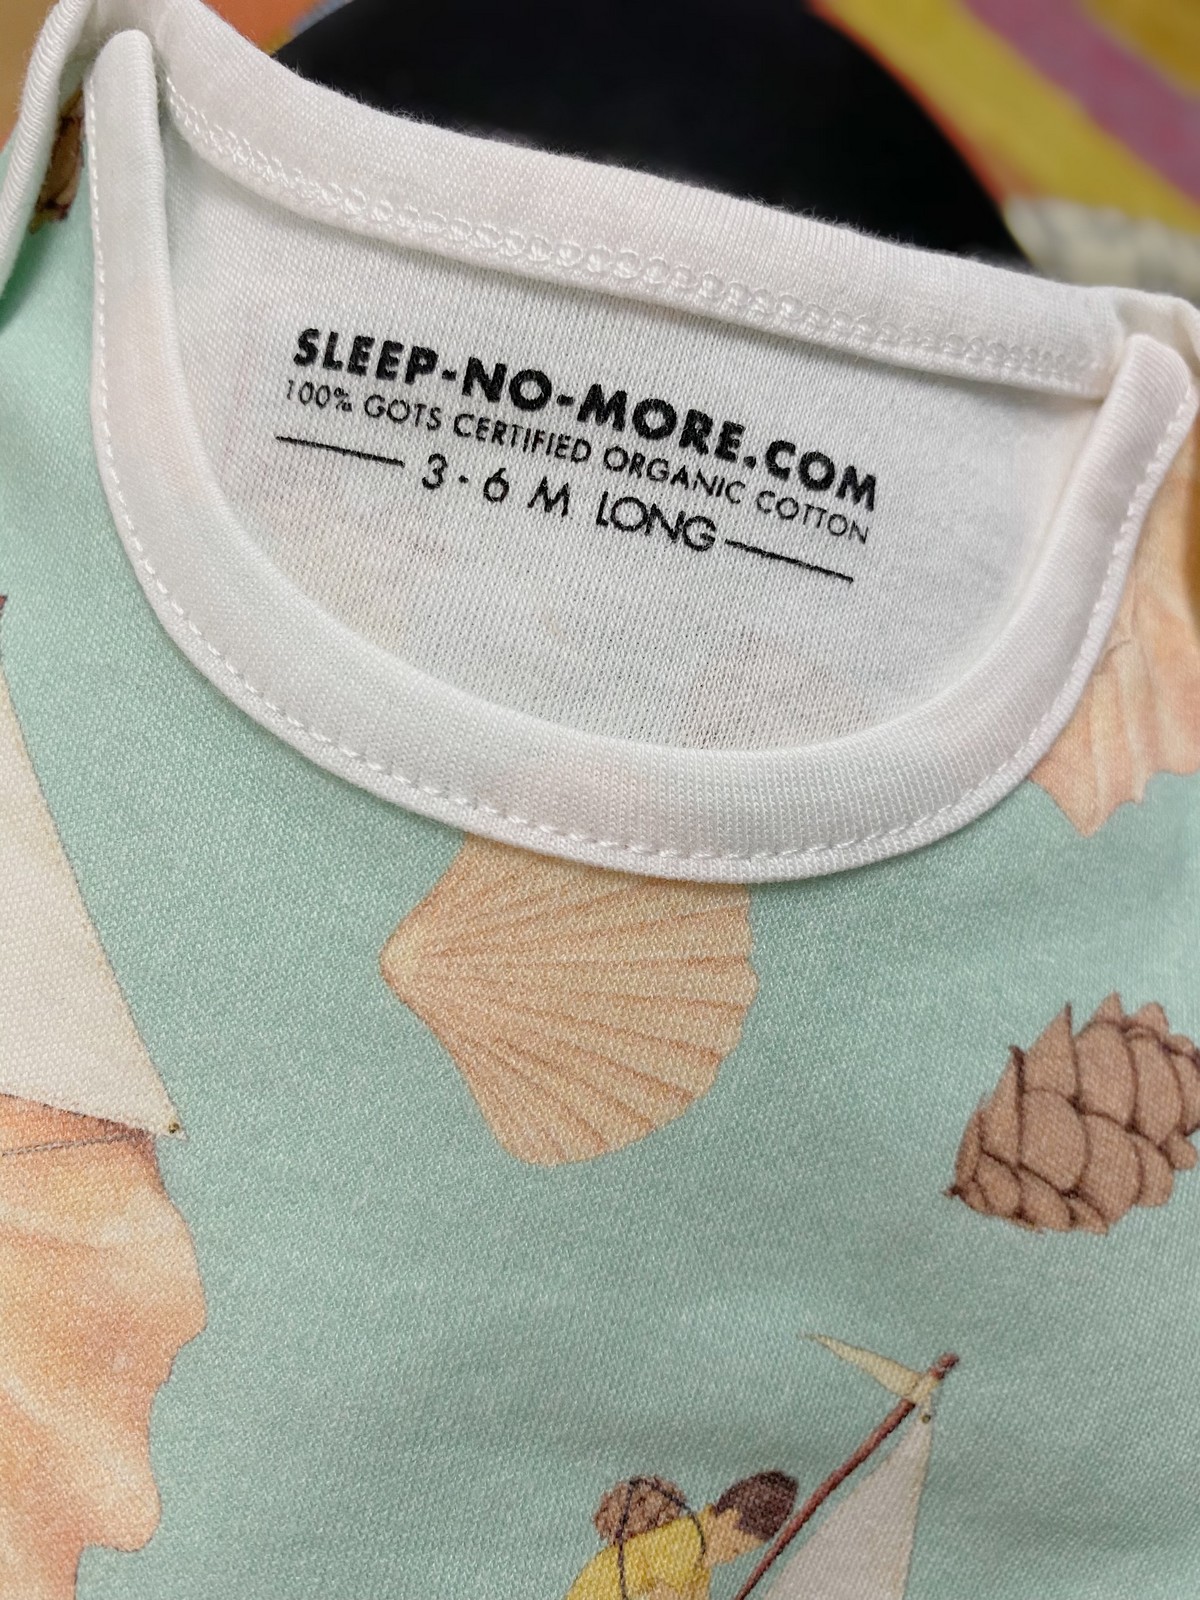 SLEEP-NO-MORE.COM
100% GOTS CERTIFIED ORGANIC COTTON
3-6 M LONG